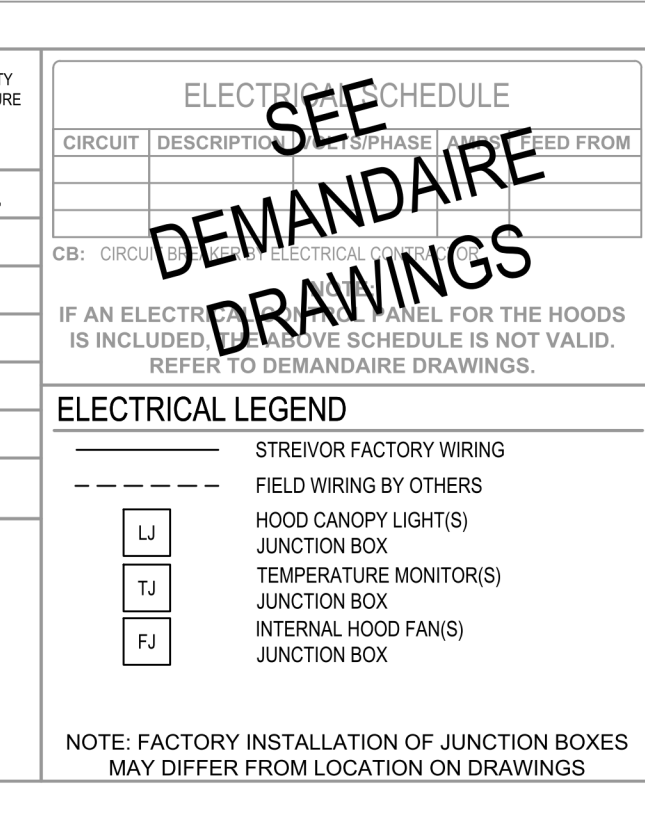 TY
URE
ELECTRICAL SCHEDULE
CIRCUIT DESCRIPTION VOLTS/PHASE AMPS FEED FROM
SEE
DEMANDAIRE
DRAWINGS
CB: CIRCUIT BREAKER BY ELECTRICAL CONTRACTOR
NOTE:
IF AN ELECTRICAL CONTROL PANEL FOR THE HOODS
IS INCLUDED, THE ABOVE SCHEDULE IS NOT VALID.
REFER TO DEMANDAIRE DRAWINGS.
ELECTRICAL LEGEND
STREIVOR FACTORY WIRING
FIELD WIRING BY OTHERS
LJ HOOD CANOPY LIGHT(S)
JUNCTION BOX
TJ TEMPERATURE MONITOR(S)
JUNCTION BOX
FJ INTERNAL HOOD FAN(S)
JUNCTION BOX
NOTE: FACTORY INSTALLATION OF JUNCTION BOXES
MAY DIFFER FROM LOCATION ON DRAWINGS